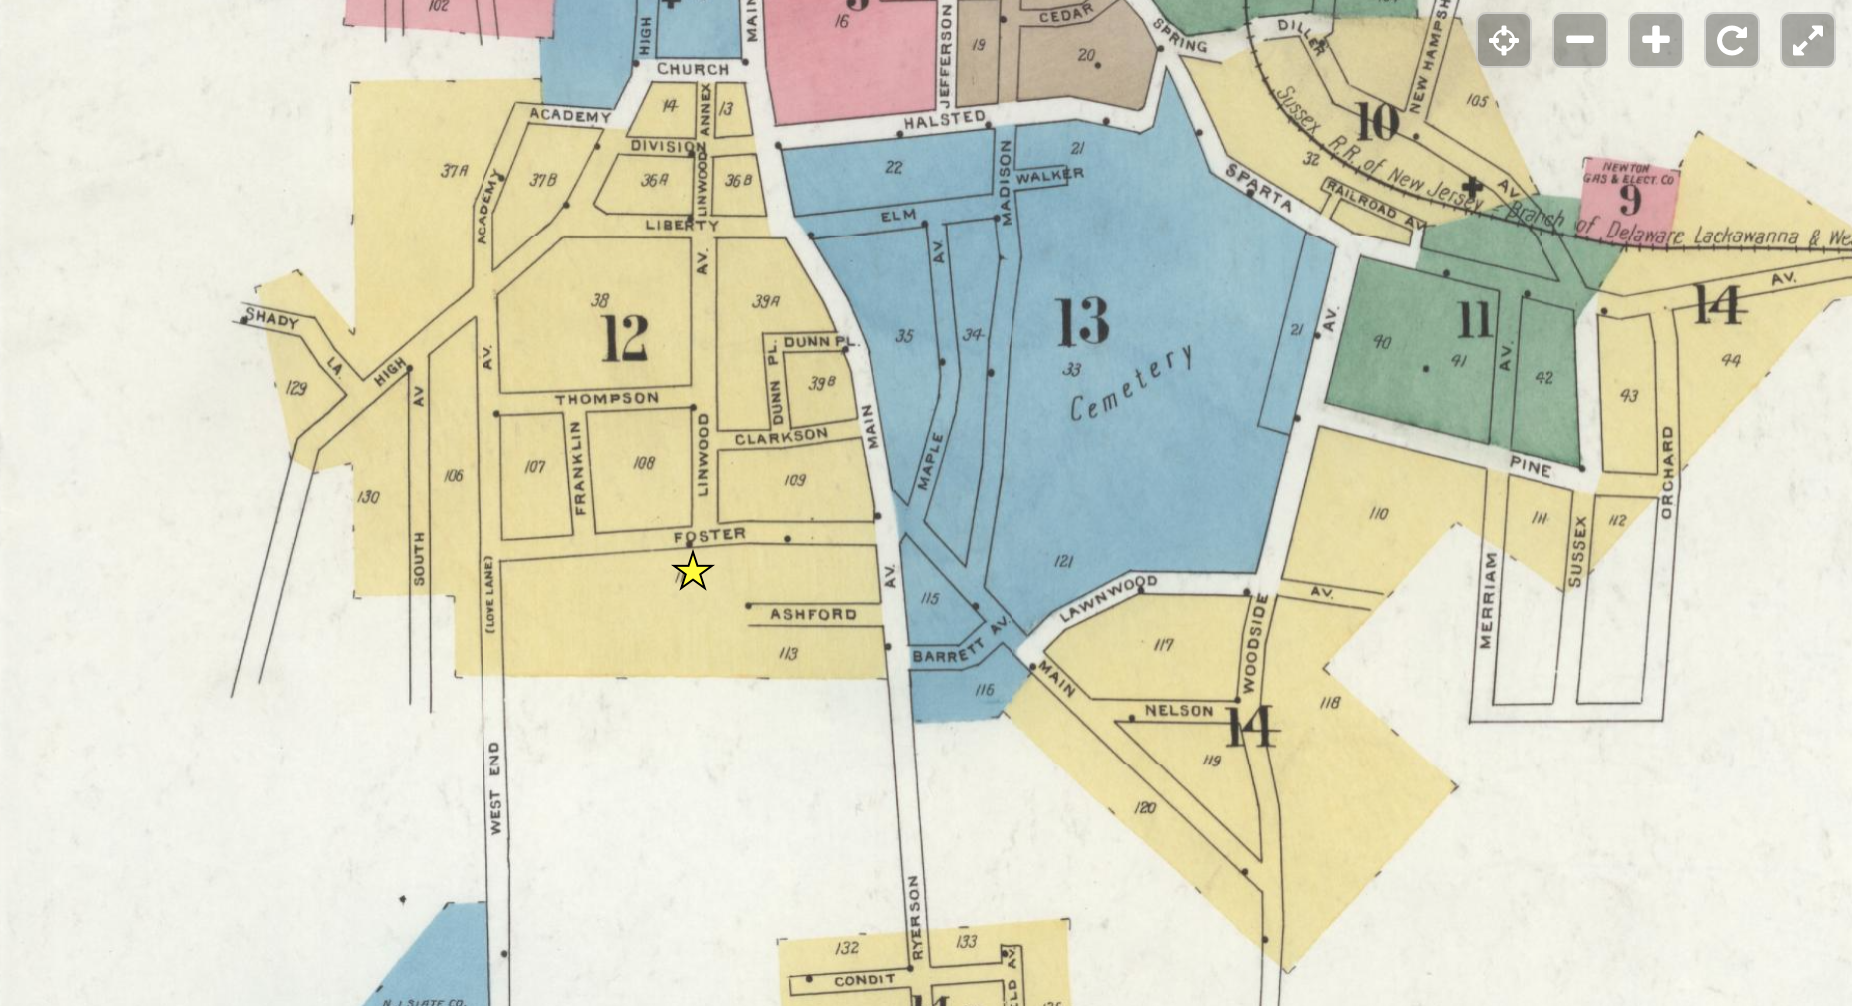 102
HIGH
MAIN
16
JEFFERSON
19
CEDAR
20
SPRING
DILLER
NEW HAMPSH
105
10
CHURCH
ACADEMY
14
ANNEX
13
HALSTED
DIVISION
37A
37B
36A
LINWOOD
36B
ACADEMY
LIBERTY
22
21
MADISON
WALKER
ELM
AV.
SPARTA
32
Sussex R.R. of New Jersey - Branch of Delaware Lackawanna & We
RAILROAD AV.
AV.
NEWTON
GAS & ELECT. CO
9
SHADY
LA.
129
HIGH
AV
AV.
38
12
AV.
39A
DUNN PL.
DUNN PL.
39B
35
34
13
33
Cemetery
21
AV.
40
11
41
AV.
42
14
AV.
43
44
THOMPSON
107
FRANKLIN
108
LINWOOD
CLARKSON
MAIN
109
MAPLE
106
130
SOUTH
FOSTER
AV.
(LOVE LANE)
ASHFORD
113
115
BARRETT AV.
116
121
LAWNWOOD
AV.
110
PINE
111
SUSSEX
112
ORCHARD
MERRIAM
117
WOODSIDE
MAIN
NELSON
14
118
119
120
WEST END
RYERSON
132
133
CONDIT
N.J. SLATE CO.